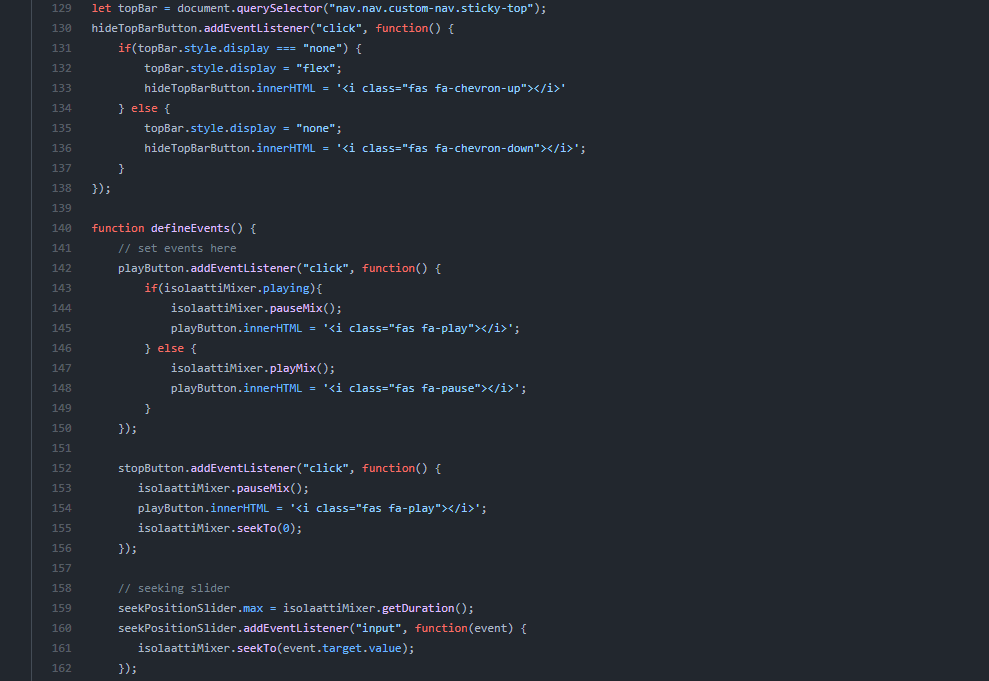 129 let topBar = document.querySelector("nav.nav.custom-nav.sticky-top");
130 hideTopBarButton.addEventListener("click", function() {
131     if(topBar.style.display === "none") {
132         topBar.style.display = "flex";
133         hideTopBarButton.innerHTML = '<i class="fas fa-chevron-up"></i>'
134     } else {
135         topBar.style.display = "none";
136         hideTopBarButton.innerHTML = '<i class="fas fa-chevron-down"></i>';
137     }
138 });
139
140 function defineEvents() {
141     // set events here
142     playButton.addEventListener("click", function() {
143         if(isolaattiMixer.playing){
144             isolaattiMixer.pauseMix();
145             playButton.innerHTML = '<i class="fas fa-play"></i>';
146         } else {
147             isolaattiMixer.playMix();
148             playButton.innerHTML = '<i class="fas fa-pause"></i>';
149         }
150     });
151
152     stopButton.addEventListener("click", function() {
153        isolaattiMixer.pauseMix();
154        playButton.innerHTML = '<i class="fas fa-play"></i>';
155        isolaattiMixer.seekTo(0);
156     });
157
158     // seeking slider
159     seekPositionSlider.max = isolaattiMixer.getDuration();
160     seekPositionSlider.addEventListener("input", function(event) {
161        isolaattiMixer.seekTo(event.target.value);
162     });